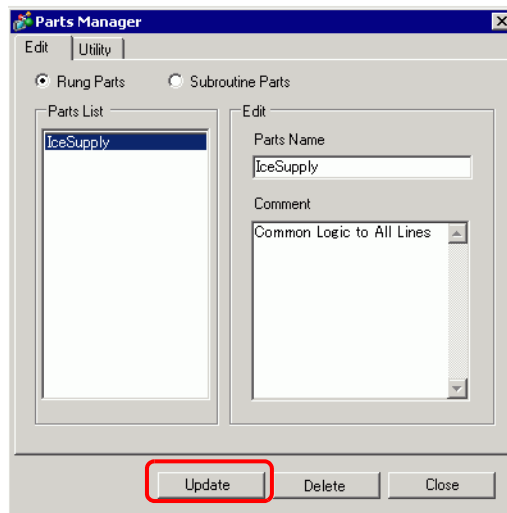 Parts Manager
Edit Utility
Rung Parts Subroutine Parts
Parts List
IceSupply
Edit
Parts Name
IceSupply
Comment
Common Logic to All Lines
Update Delete Close